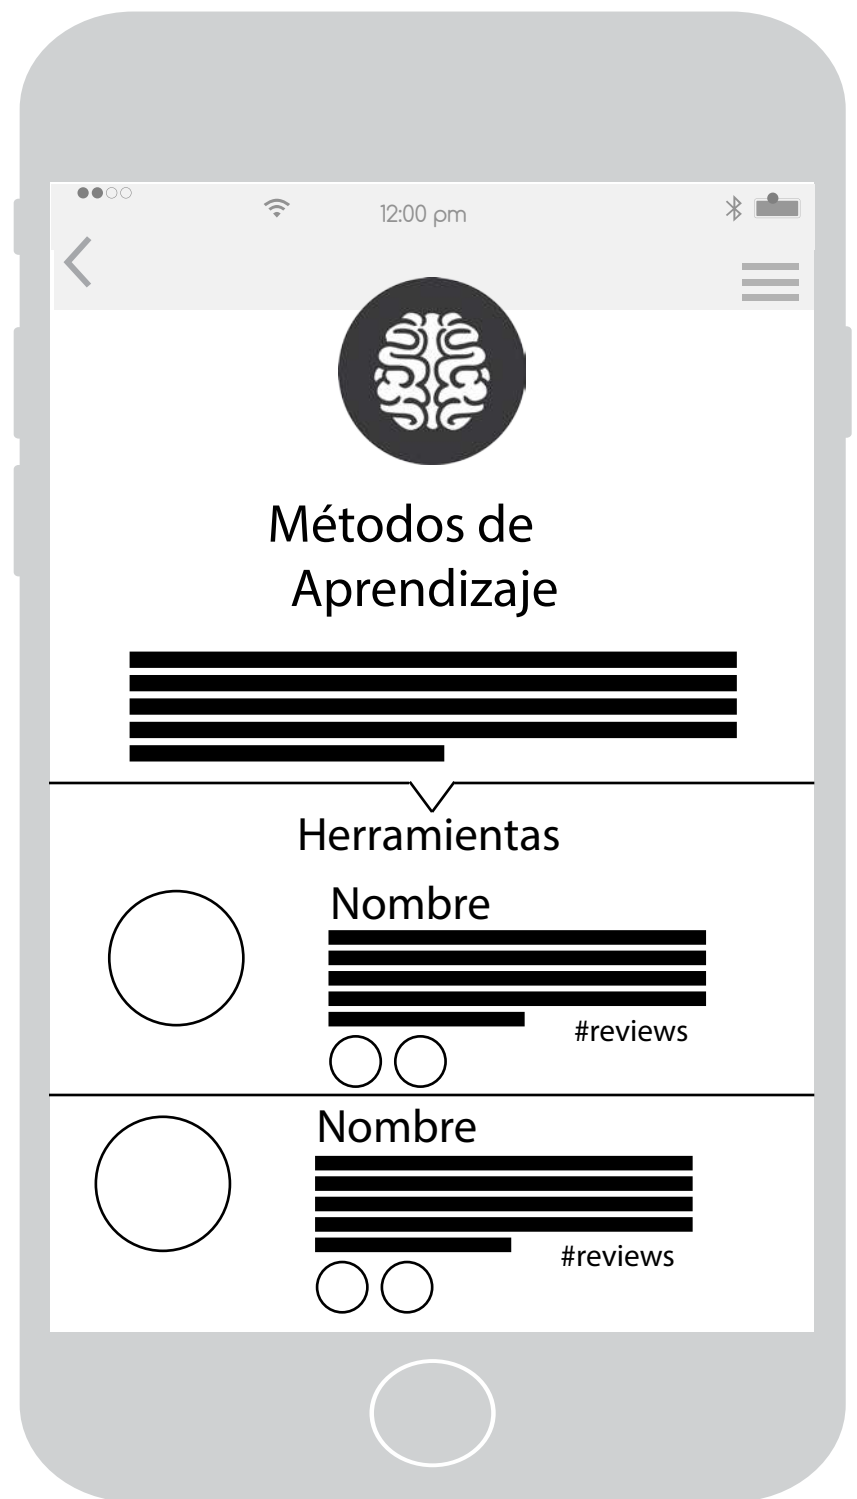 12:00 pm
Métodos de
Aprendizaje
Herramientas
Nombre
#reviews
Nombre
#reviews